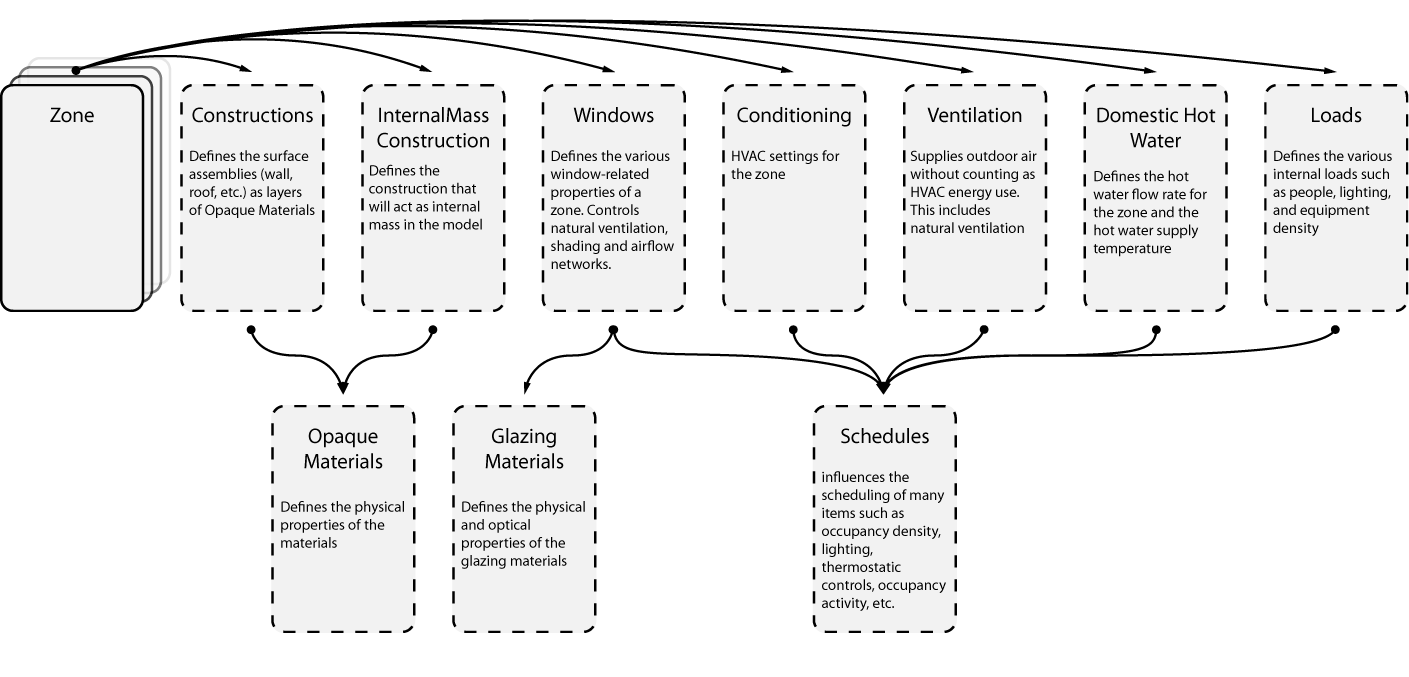 Zone
Constructions
Defines the surface
assemblies (wall,
roof, etc.) as layers
of Opaque Materials
InternalMass
Construction
Defines the
construction that
will act as internal
mass in the model
Windows
Defines the various
window-related
properties of a
zone. Controls
natural ventilation,
shading and airflow
networks.
Conditioning
HVAC settings for
the zone
Ventilation
Supplies outdoor air
without counting as
HVAC energy use.
This includes
natural ventilation
Domestic Hot
Water
Defines the hot
water flow rate for
the zone and the
hot water supply
temperature
Loads
Defines the various
internal loads such
as people, lighting,
and equipment
density
Opaque
Materials
Defines the physical
properties of the
materials
Glazing
Materials
Defines the physical
and optical
properties of the
glazing materials
Schedules
influences the
scheduling of many
items such as
occupancy density,
lighting,
thermostatic
controls, occupancy
activity, etc.